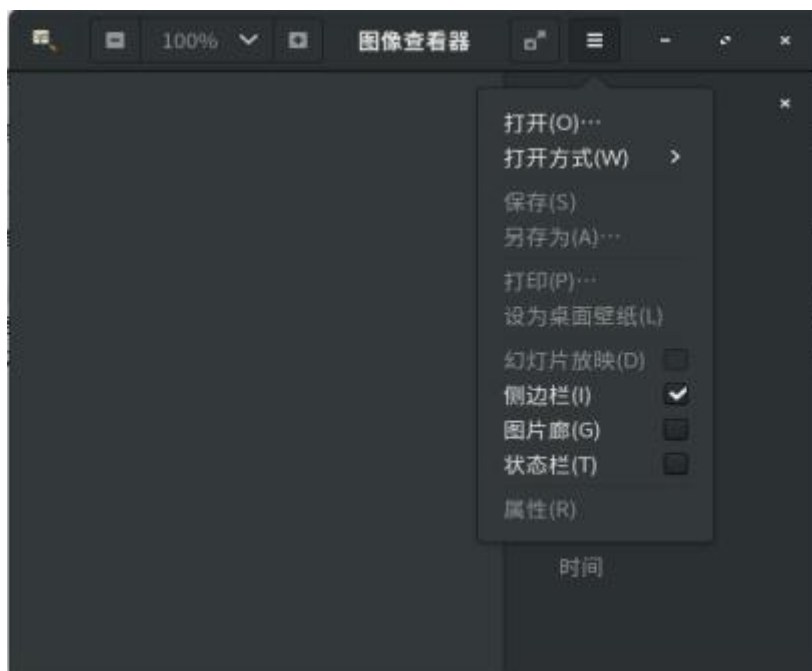 100%
图像查看器
打开(O)…
打开方式(W)
保存(S)
另存为(A)…
打印(P)…
设为桌面壁纸(L)
幻灯片放映(D)
侧边栏(I)
图片廊(G)
状态栏(T)
属性(R)
时间